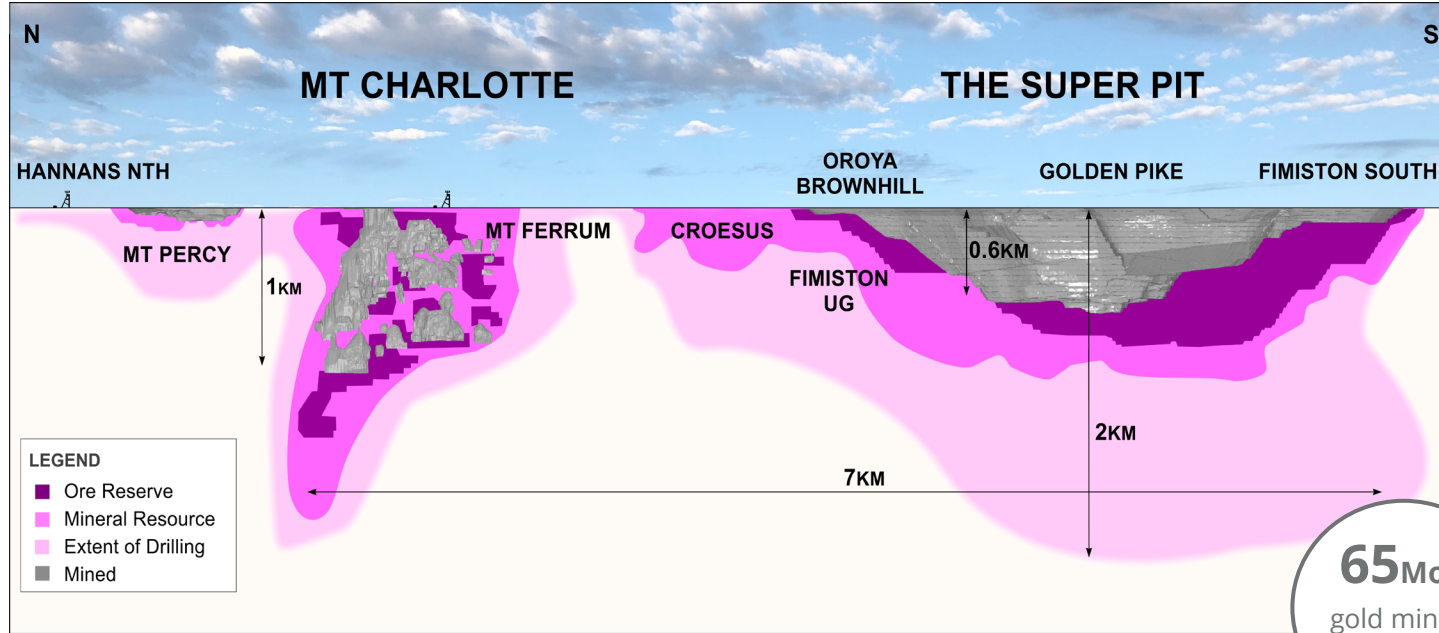 N
S
MT CHARLOTTE
THE SUPER PIT
HANNANS NTH
OROYA
BROWNHILL
GOLDEN PIKE
FIMISTON SOUTH
MT PERCY
MT FERRUM
CROESUS
FIMISTON
UG
1KM
0.6KM
2KM
7KM
LEGEND
Ore Reserve
Mineral Resource
Extent of Drilling
Mined
65
gold